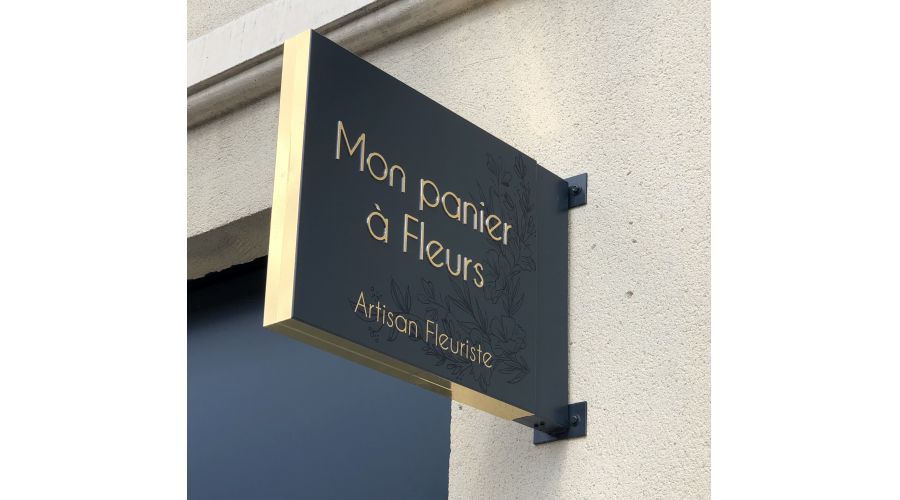 Mon panier
à Fleurs
Artisan Fleuriste